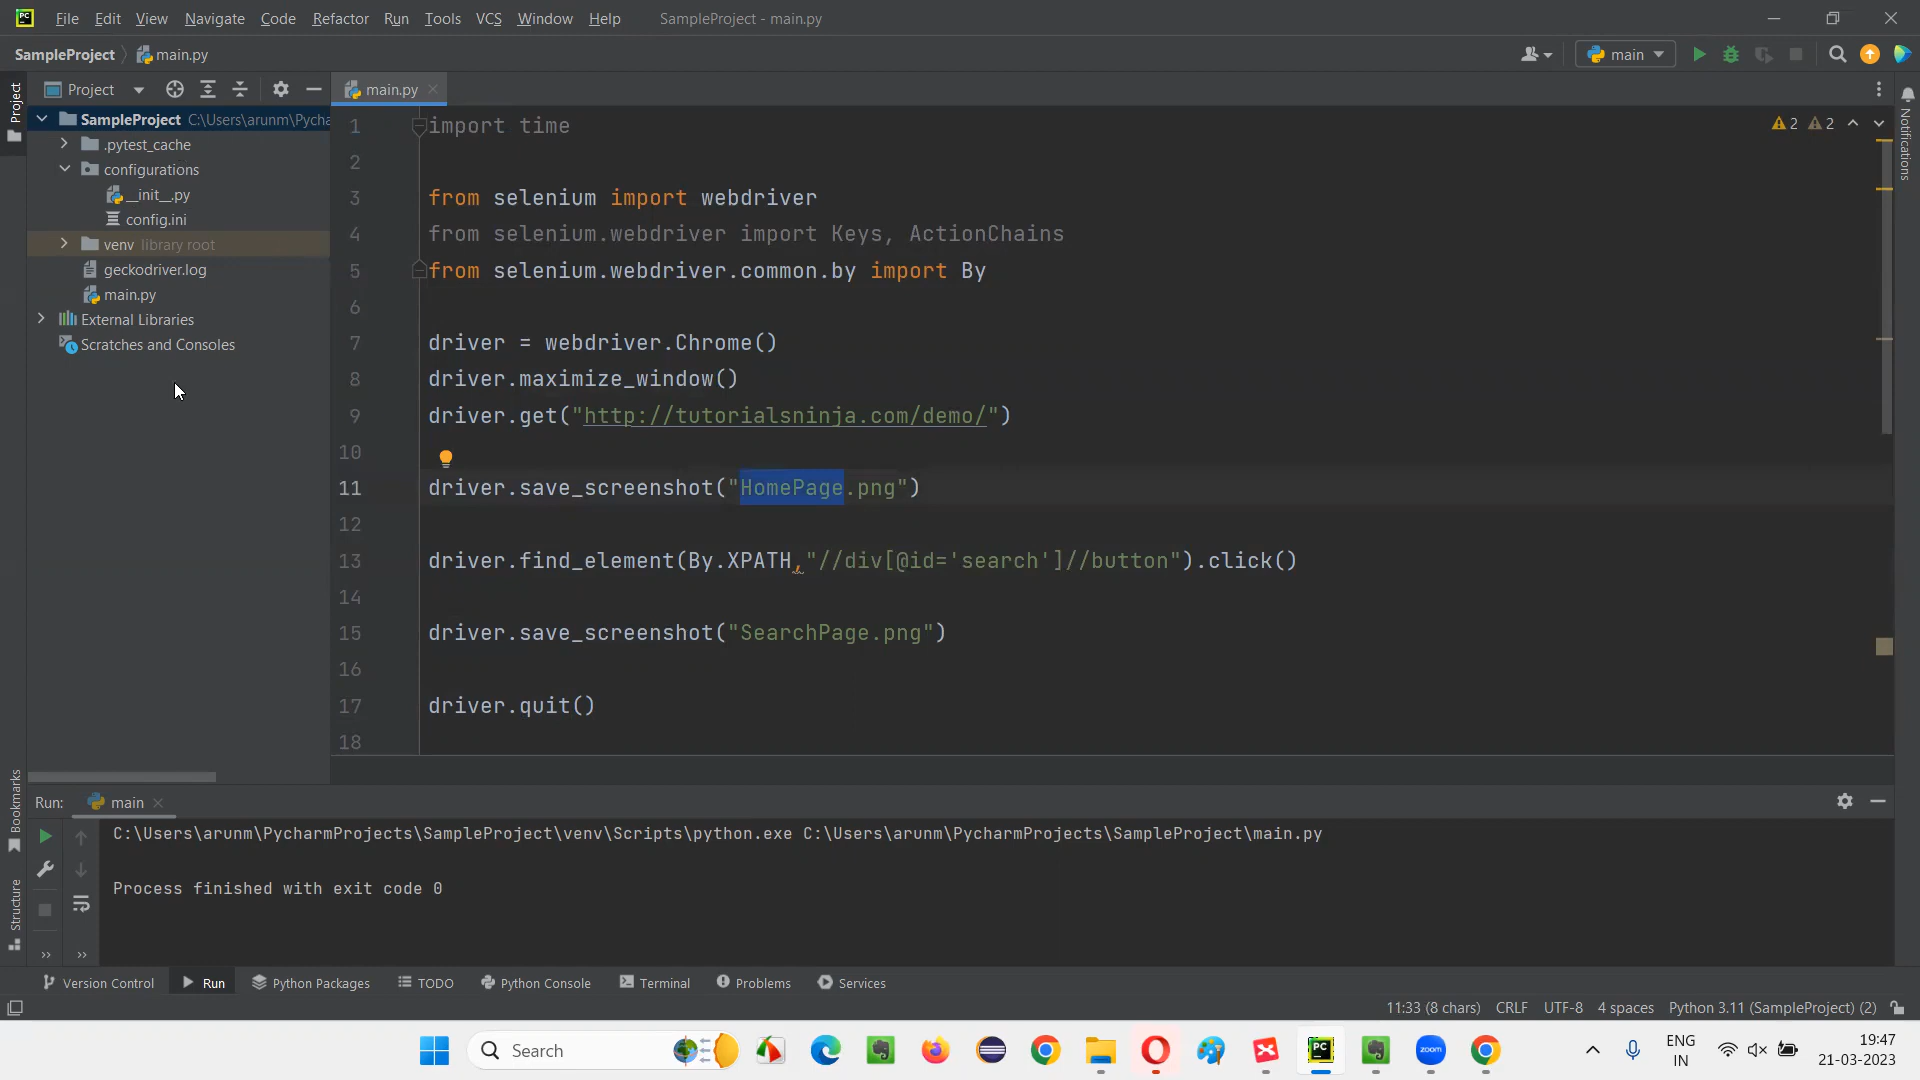 File Edit View Navigate Code Refactor Run Tools VCS Window Help SampleProject - main.py
SampleProject main.py main
Project main.py
SampleProject C:\Users\arunm\Pycha
.pytest_cache
configurations
__init__.py
config.ini
venv library root
geckodriver.log
main.py
External Libraries
Scratches and Consoles
Project
Bookmarks
Structure
Notifications
2 2
1 import time
2
3 from selenium import webdriver
4 from selenium.webdriver import Keys, ActionChains
5 from selenium.webdriver.common.by import By
6
7 driver = webdriver.Chrome()
8 driver.maximize_window()
9 driver.get("http://tutorialsninja.com/demo/")
10
11 driver.save_screenshot("HomePage.png")
12
13 driver.find_element(By.XPATH,"//div[@id='search']//button").click()
14
15 driver.save_screenshot("SearchPage.png")
16
17 driver.quit()
18
Run: main
C:\Users\arunm\PycharmProjects\SampleProject\venv\Scripts\python.exe C:\Users\arunm\PycharmProjects\SampleProject\main.py
Process finished with exit code 0
Version Control Run Python Packages TODO Python Console Terminal Problems Services
11:33 (8 chars) CRLF UTF-8 4 spaces Python 3.11 (SampleProject) (2)
Search PC zoom ENG 19:47
IN 21-03-2023